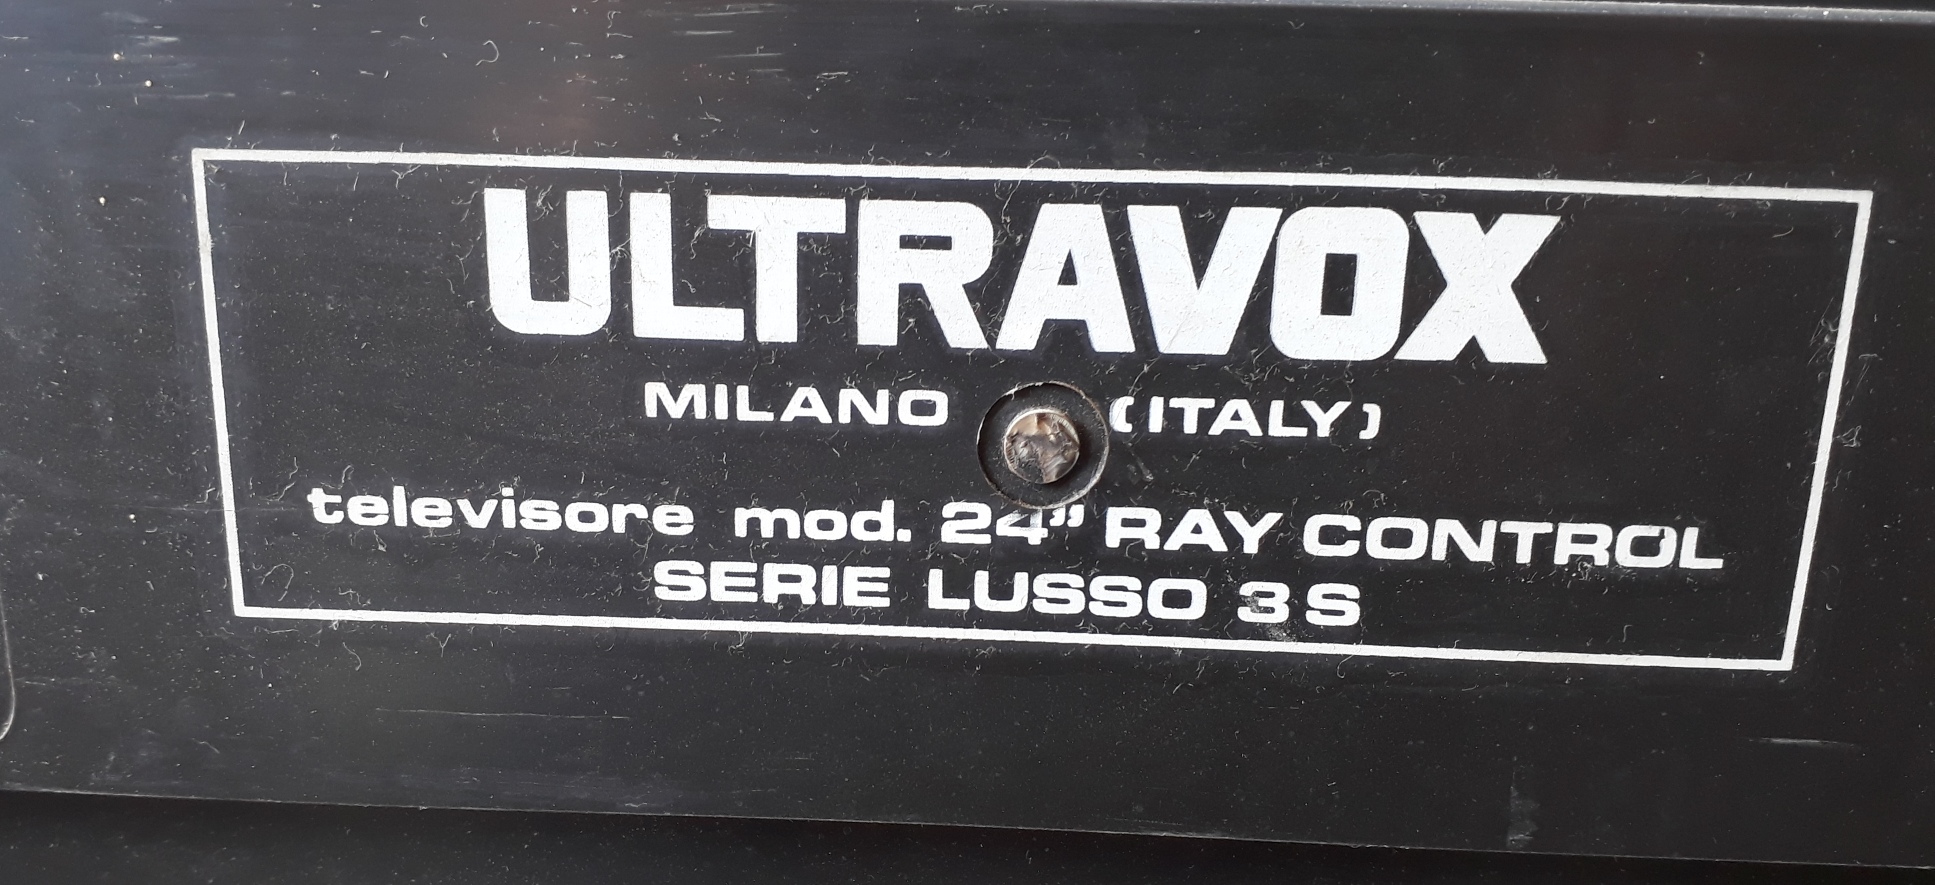 ULTRAVOX
MILANO (ITALY)
televisore mod. 24” RAY CONTROL
SERIE LUSSO 3 S